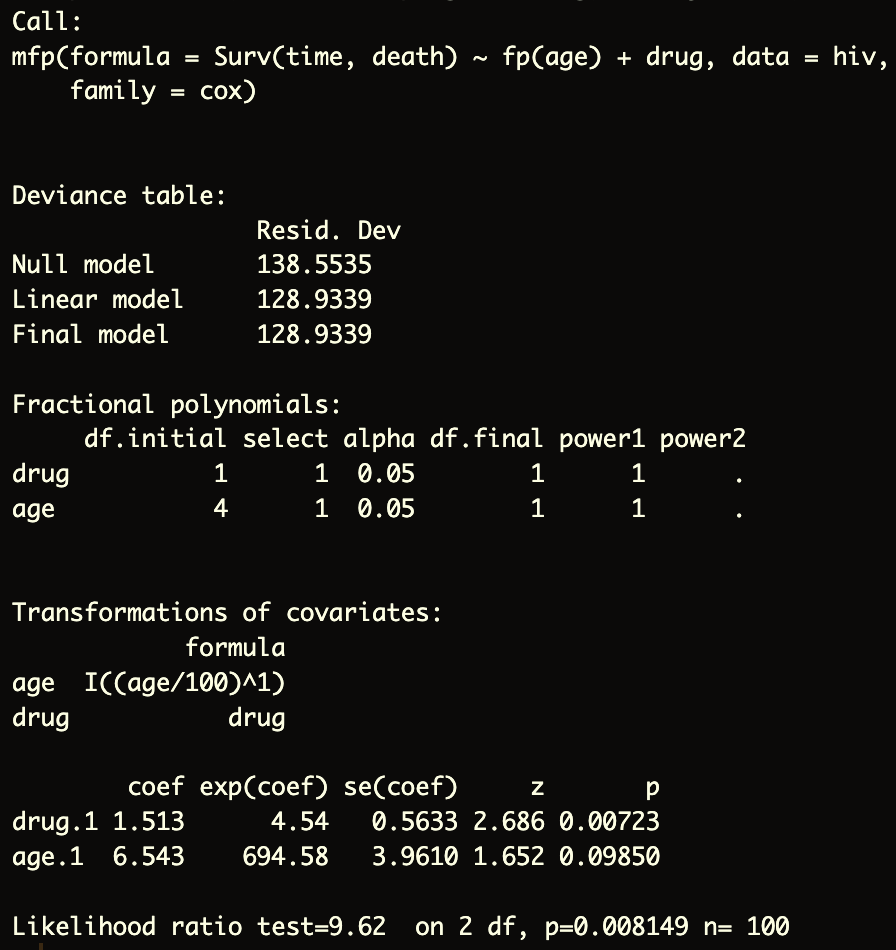 Call:
mfp(formula = Surv(time, death) ~ fp(age) + drug, data = hiv,
    family = cox)


Deviance table:
                 Resid. Dev
Null model       138.5535
Linear model     128.9339
Final model      128.9339

Fractional polynomials:
     df.initial select alpha df.final power1 power2
drug          1      1  0.05        1      1      .
age           4      1  0.05        1      1      .


Transformations of covariates:
            formula
age  I((age/100)^1)
drug           drug

        coef exp(coef) se(coef)     z       p
drug.1 1.513      4.54   0.5633 2.686 0.00723
age.1  6.543    694.58   3.9610 1.652 0.09850

Likelihood ratio test=9.62  on 2 df, p=0.008149 n= 100